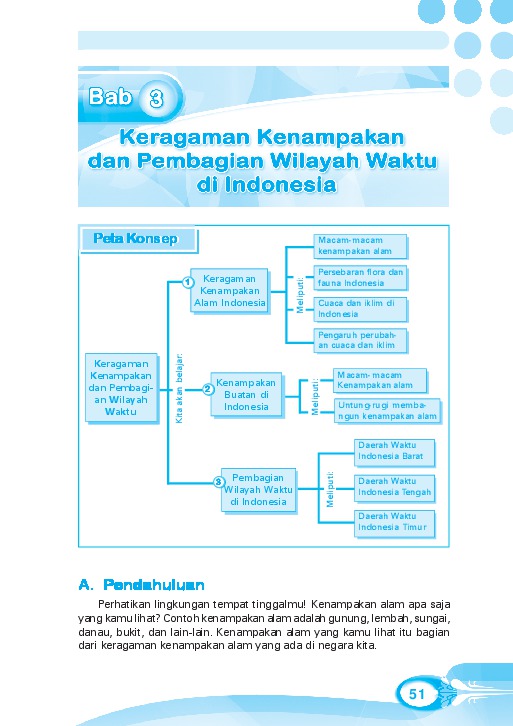 Bab 3
Keragaman Kenampakan
dan Pembagian Wilayah Waktu
di Indonesia
Peta Konsep
Keragaman
Kenampakan
dan Pembagi-
an Wilayah
Waktu
Kita akan belajar:
1
Keragaman
Kenampakan
Alam Indonesia
Meliputi:
Macam-macam
kenampakan alam
Persebaran flora dan
fauna Indonesia
Cuaca dan iklim di
Indonesia
Pengaruh perubah-
an cuaca dan iklim
2
Kenampakan
Buatan di
Indonesia
Meliputi:
Macam- macam
Kenampakan alam
Untung-rugi memba-
ngun kenampakan alam
3
Pembagian
Wilayah Waktu
di Indonesia
Meliputi:
Daerah Waktu
Indonesia Barat
Daerah Waktu
Indonesia Tengah
Daerah Waktu
Indonesia Timur
A. Pendahuluan
Perhatikan lingkungan tempat tinggalmu! Kenampakan alam apa saja
yang kamu lihat? Contoh kenampakan alam adalah gunung, lembah, sungai,
danau, bukit, dan lain-lain. Kenampakan alam yang kamu lihat itu bagian
dari keragaman kenampakan alam yang ada di negara kita.
51